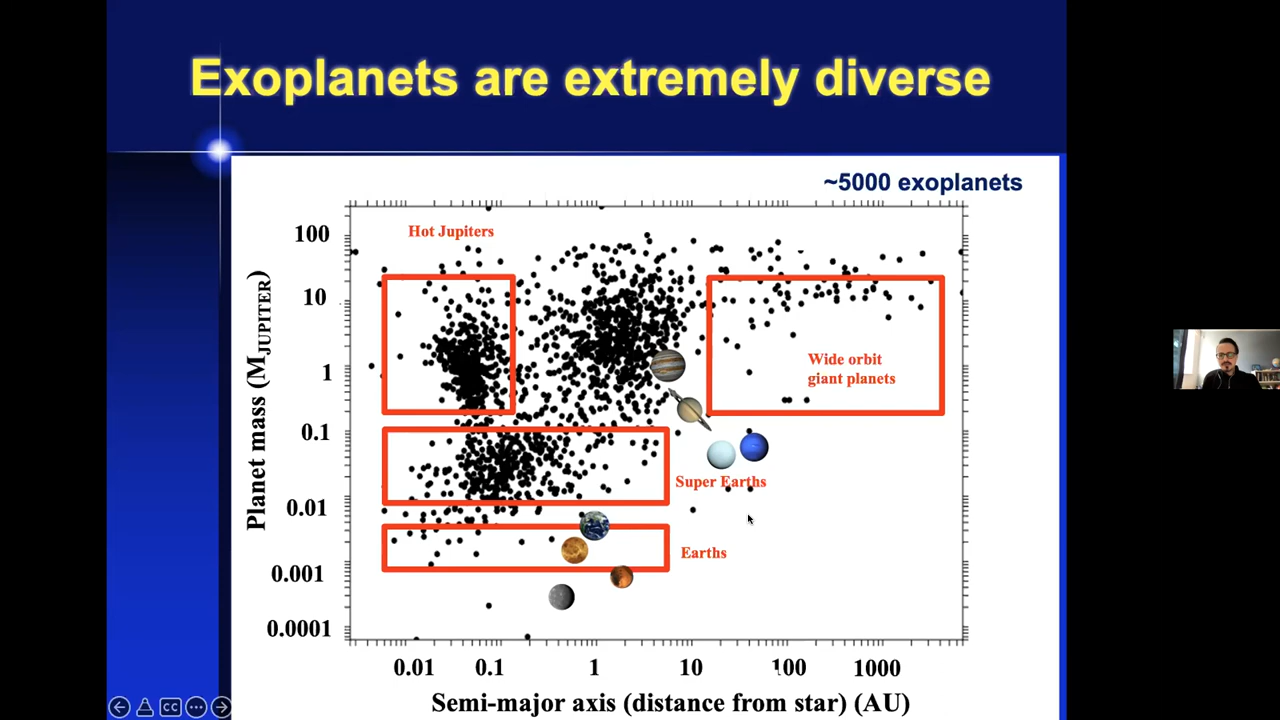 Exoplanets are extremely diverse
~5000 exoplanets
Hot Jupiters
Wide orbit
giant planets
Super Earths
Earths
Planet mass (MJUPITER)
100
10
1
0.1
0.01
0.001
0.0001
0.01 0.1 1 10 100 1000
Semi-major axis (distance from star) (AU)
CC